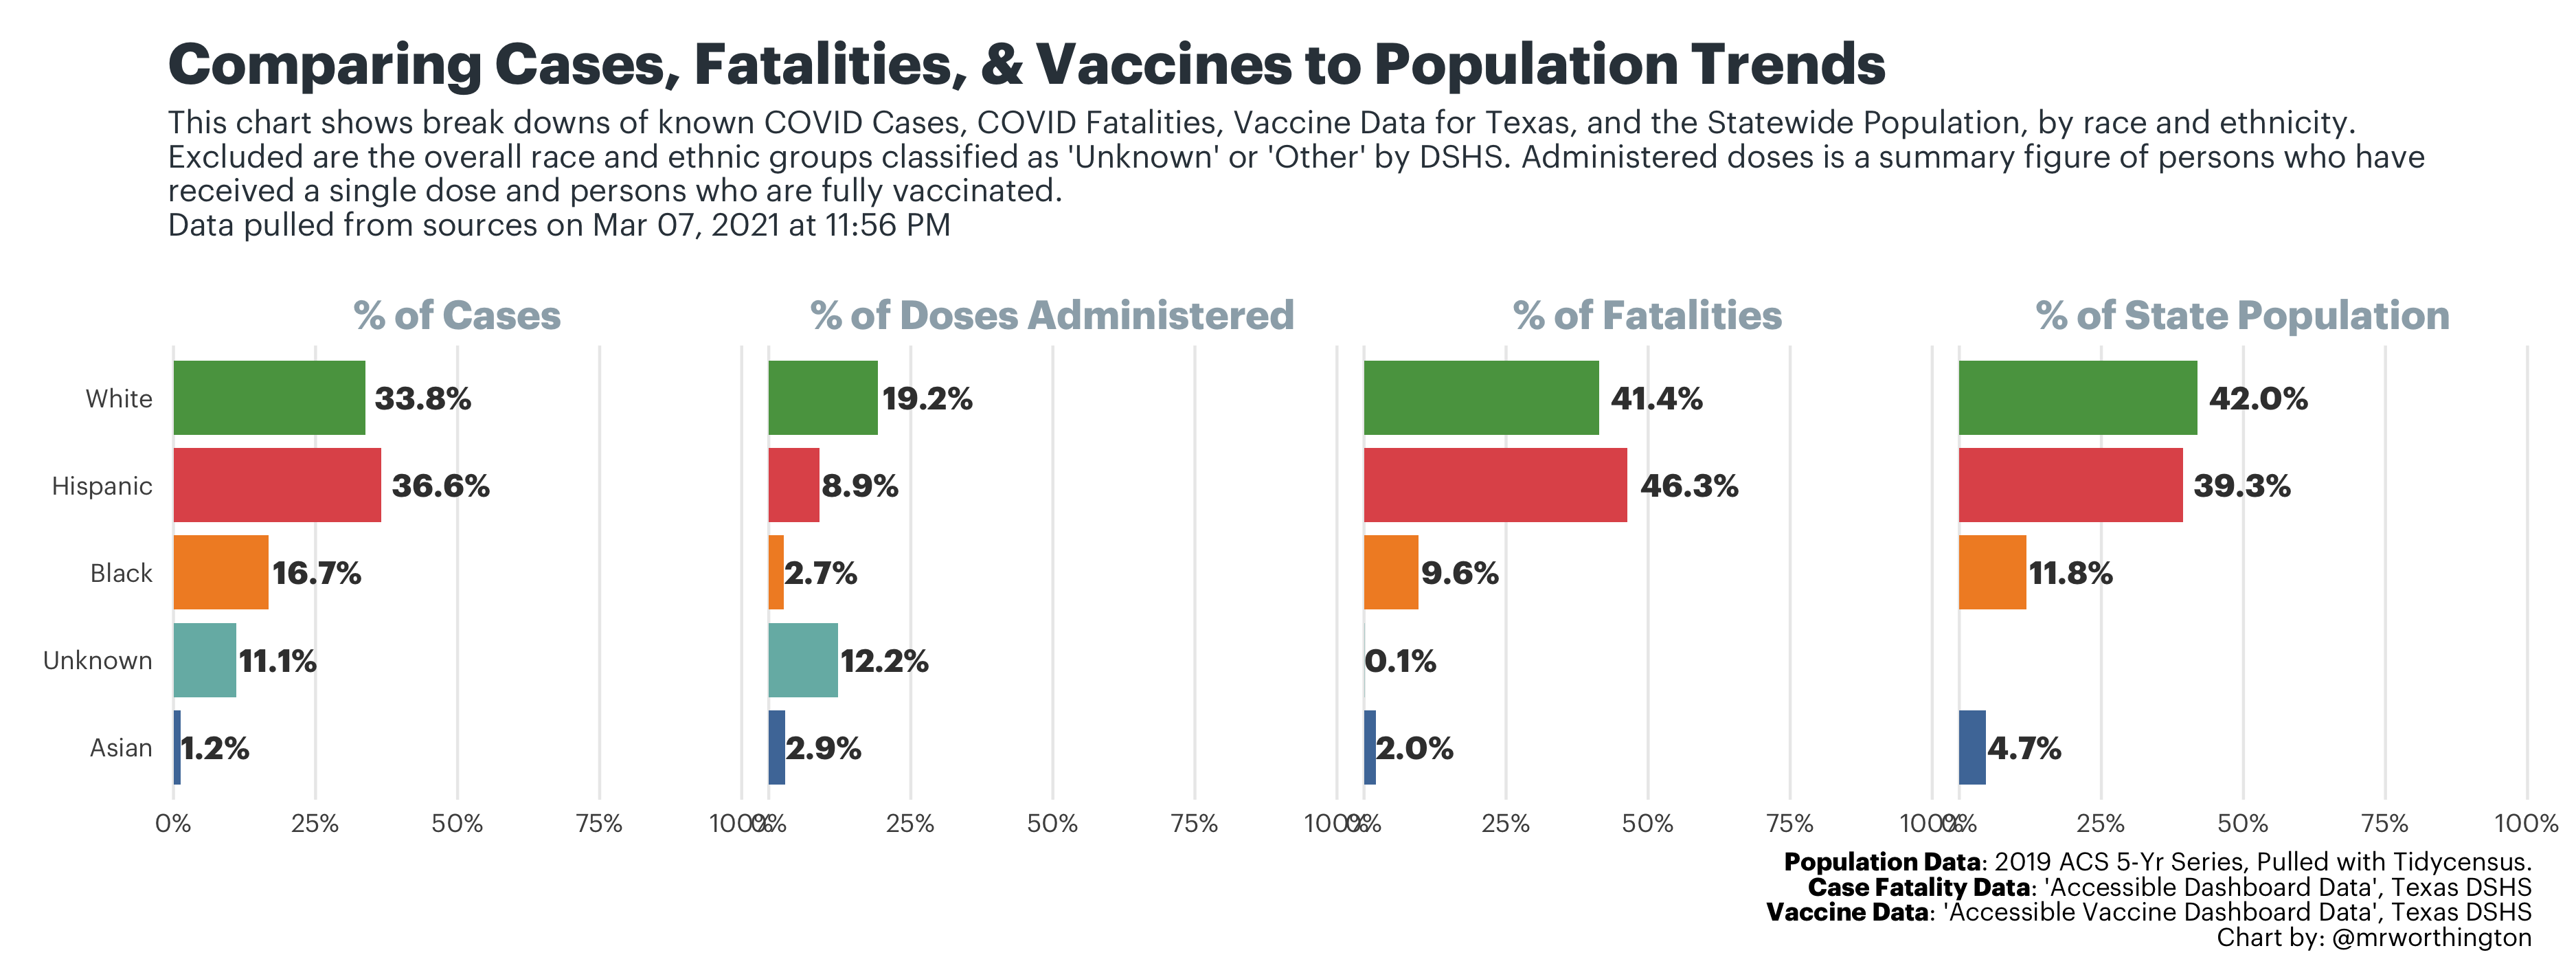 Comparing Cases, Fatalities, & Vaccines to Population Trends
This chart shows break downs of known COVID Cases, COVID Fatalities, Vaccine Data for Texas, and the Statewide Population, by race and ethnicity.
Excluded are the overall race and ethnic groups classified as 'Unknown' or 'Other' by DSHS. Administered doses is a summary figure of persons who have
received a single dose and persons who are fully vaccinated.
Data pulled from sources on Mar 07, 2021 at 11:56 PM
% of Cases % of Doses Administered % of Fatalities % of State Population
White 33.8% 19.2% 41.4% 42.0%
Hispanic 36.6% 8.9% 46.3% 39.3%
Black 16.7% 2.7% 9.6% 11.8%
Unknown 11.1% 12.2% 0.1%
Asian 1.2% 2.9% 2.0% 4.7%
0% 25% 50% 75% 100% 0% 25% 50% 75% 100% 0% 25% 50% 75% 100% 0% 25% 50% 75% 100%
Population Data: 2019 ACS 5-Yr Series, Pulled with Tidycensus.
Case Fatality Data: 'Accessible Dashboard Data', Texas DSHS
Vaccine Data: 'Accessible Vaccine Dashboard Data', Texas DSHS
Chart by: @mrworthington